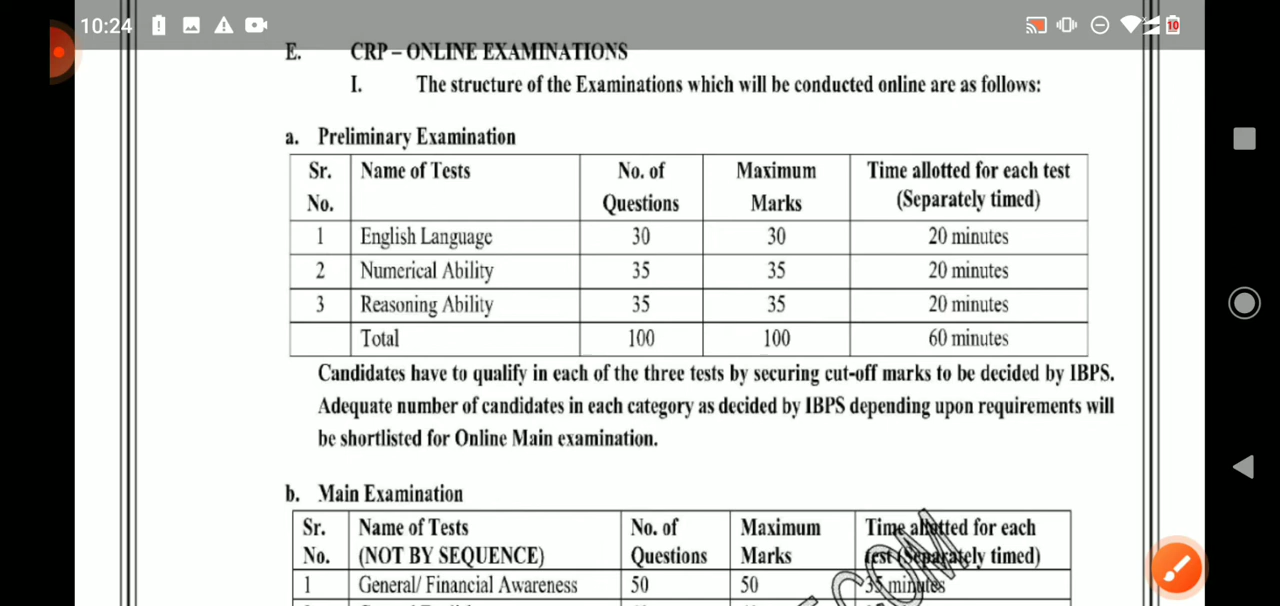 10:24
10
E. CRP – ONLINE EXAMINATIONS
I. The structure of the Examinations which will be conducted online are as follows:
a. Preliminary Examination
Sr. No. Name of Tests No. of Questions Maximum Marks Time allotted for each test (Separately timed)
1 English Language 30 30 20 minutes
2 Numerical Ability 35 35 20 minutes
3 Reasoning Ability 35 35 20 minutes
Total 100 100 60 minutes
Candidates have to qualify in each of the three tests by securing cut-off marks to be decided by IBPS.
Adequate number of candidates in each category as decided by IBPS depending upon requirements will
be shortlisted for Online Main examination.
b. Main Examination
Sr. No. Name of Tests (NOT BY SEQUENCE) No. of Questions Maximum Marks Time allotted for each test (Separately timed)
1 General/ Financial Awareness 50 50 35 minutes